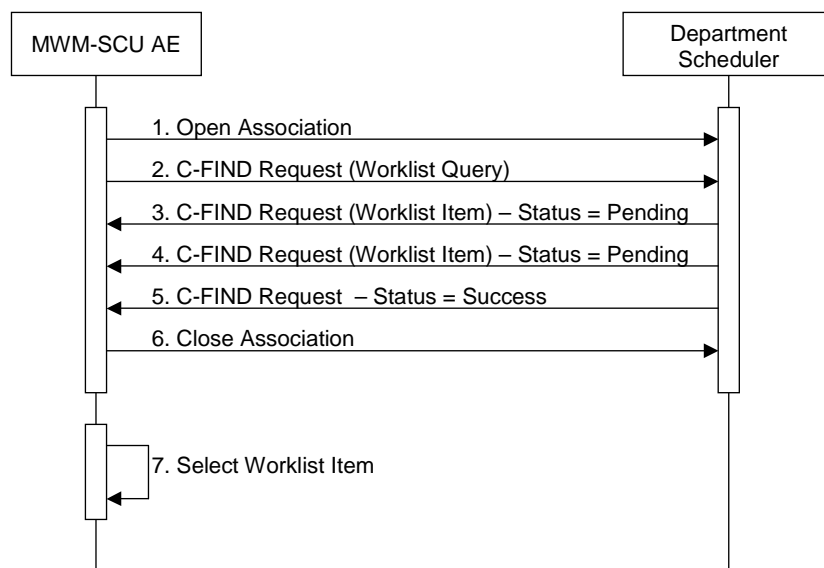 MWM-SCU AE
Department
Scheduler
1. Open Association
2. C-FIND Request (Worklist Query)
3. C-FIND Request (Worklist Item) – Status = Pending
4. C-FIND Request (Worklist Item) – Status = Pending
5. C-FIND Request  – Status = Success
6. Close Association
7. Select Worklist Item